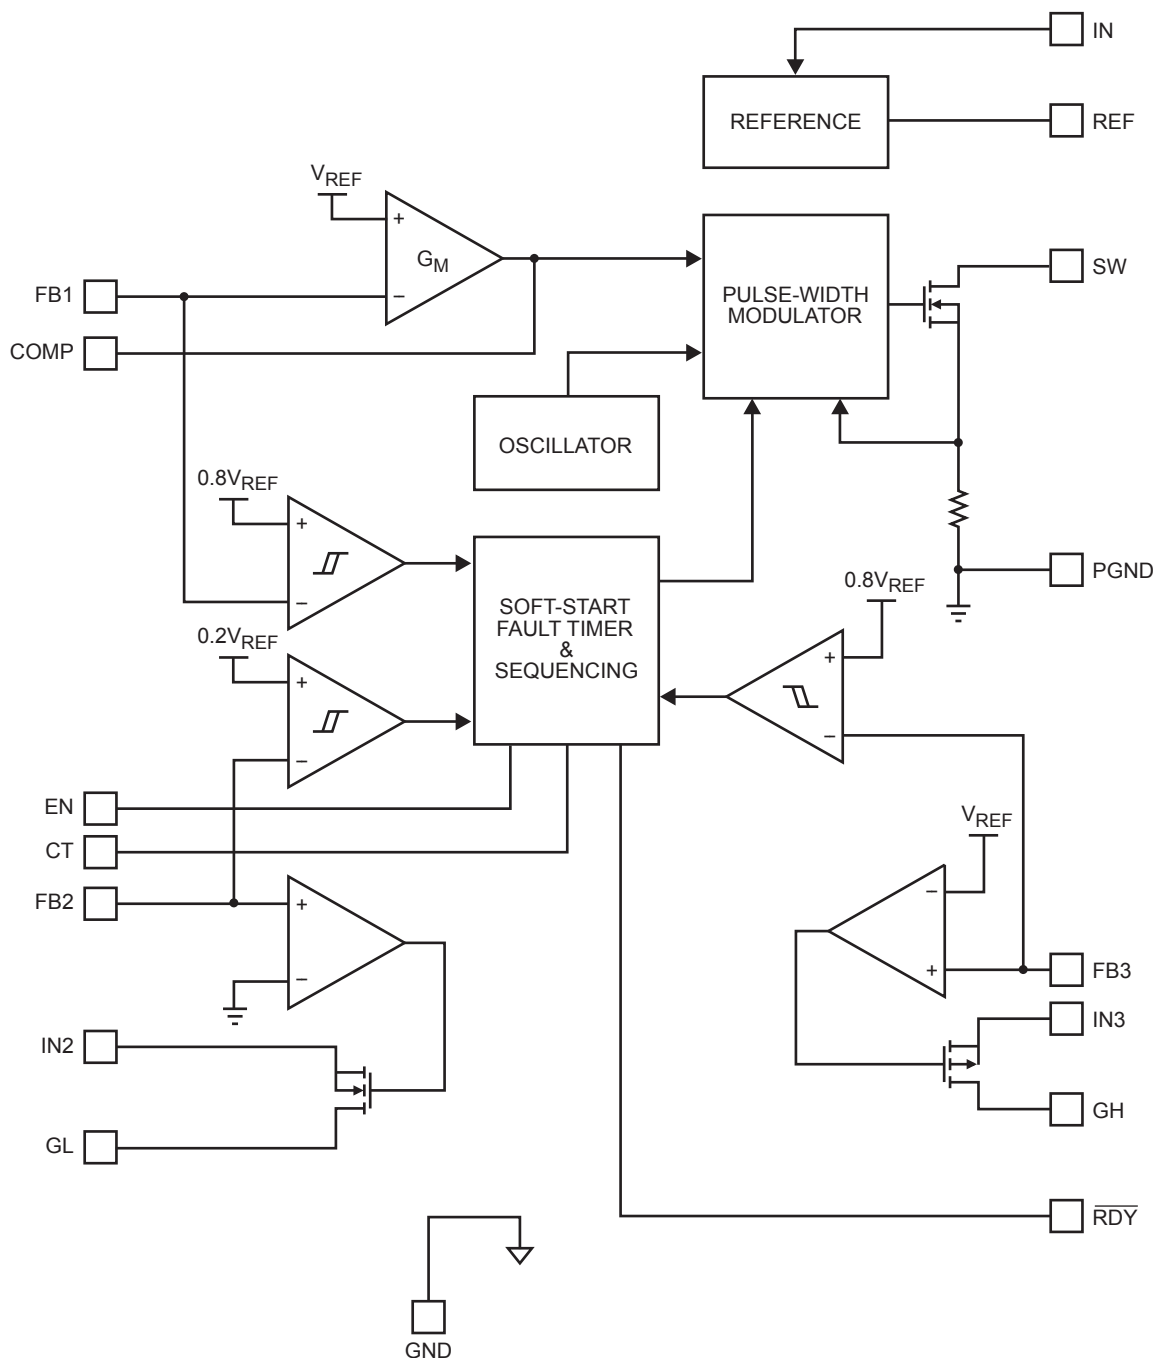 IN
REFERENCE
REF
VREF
+
GM
−
SW
FB1
PULSE-WIDTH
MODULATOR
COMP
OSCILLATOR
0.8VREF
+
−
PGND
0.8VREF
SOFT-START
FAULT TIMER
&
SEQUENCING
0.2VREF
+
−
+
−
EN
VREF
CT
FB2
+
−
−
+
FB3
IN3
IN2
GH
GL
R̅D̅Y̅
GND